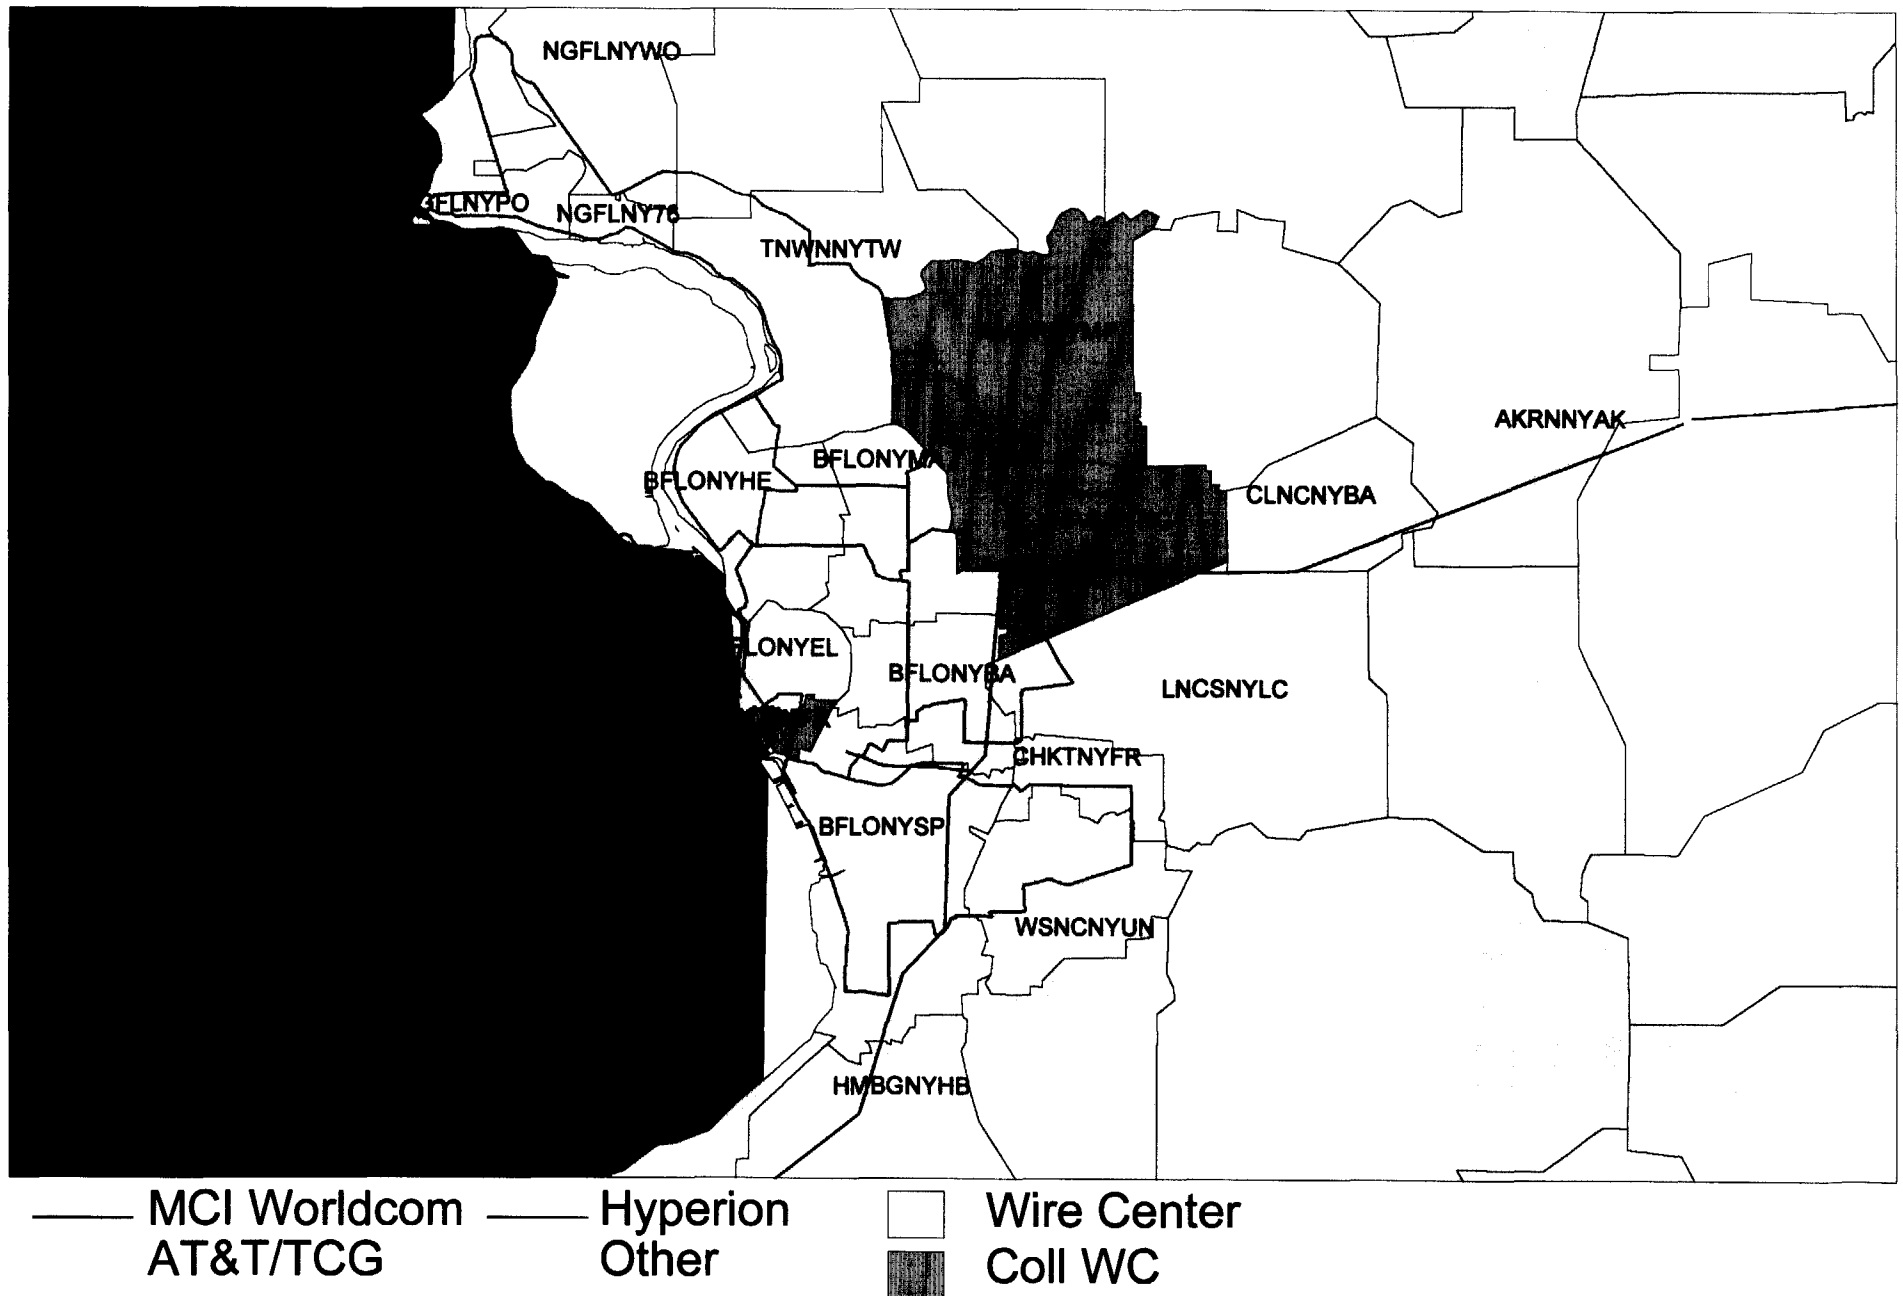 NGFLNYWO
GFLNYPO
NGFLNY76
TNWNNYTW
AKRNNYAK
BFLONYMA
BFLONYHE
CLNCNYBA
LONYEL
BFLONYBA
LNCSNYLC
CHKTNYFR
BFLONYSP
WSNCNYUN
HMBGNYHB
MCI Worldcom Hyperion Wire Center
AT&T/TCG Other Coll WC